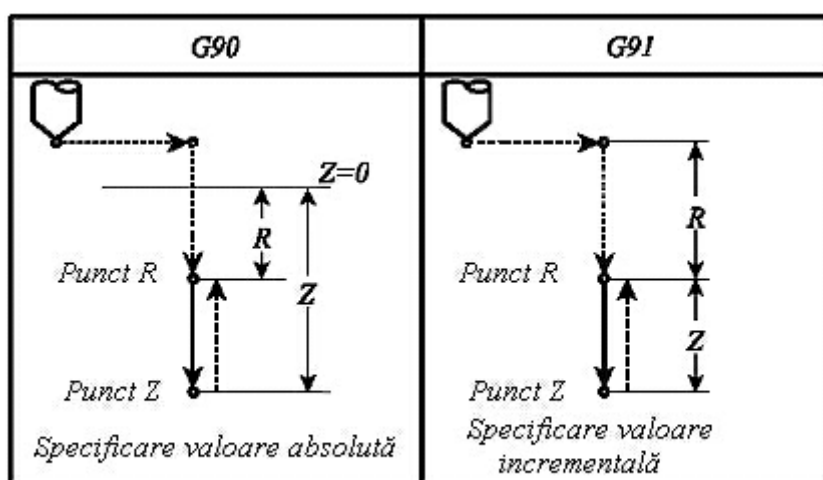 G90
G91
Z=0
R
R
Punct R
Punct R
Z
Z
Punct Z
Punct Z
Specificare valoare absolută
Specificare valoare
incrementală